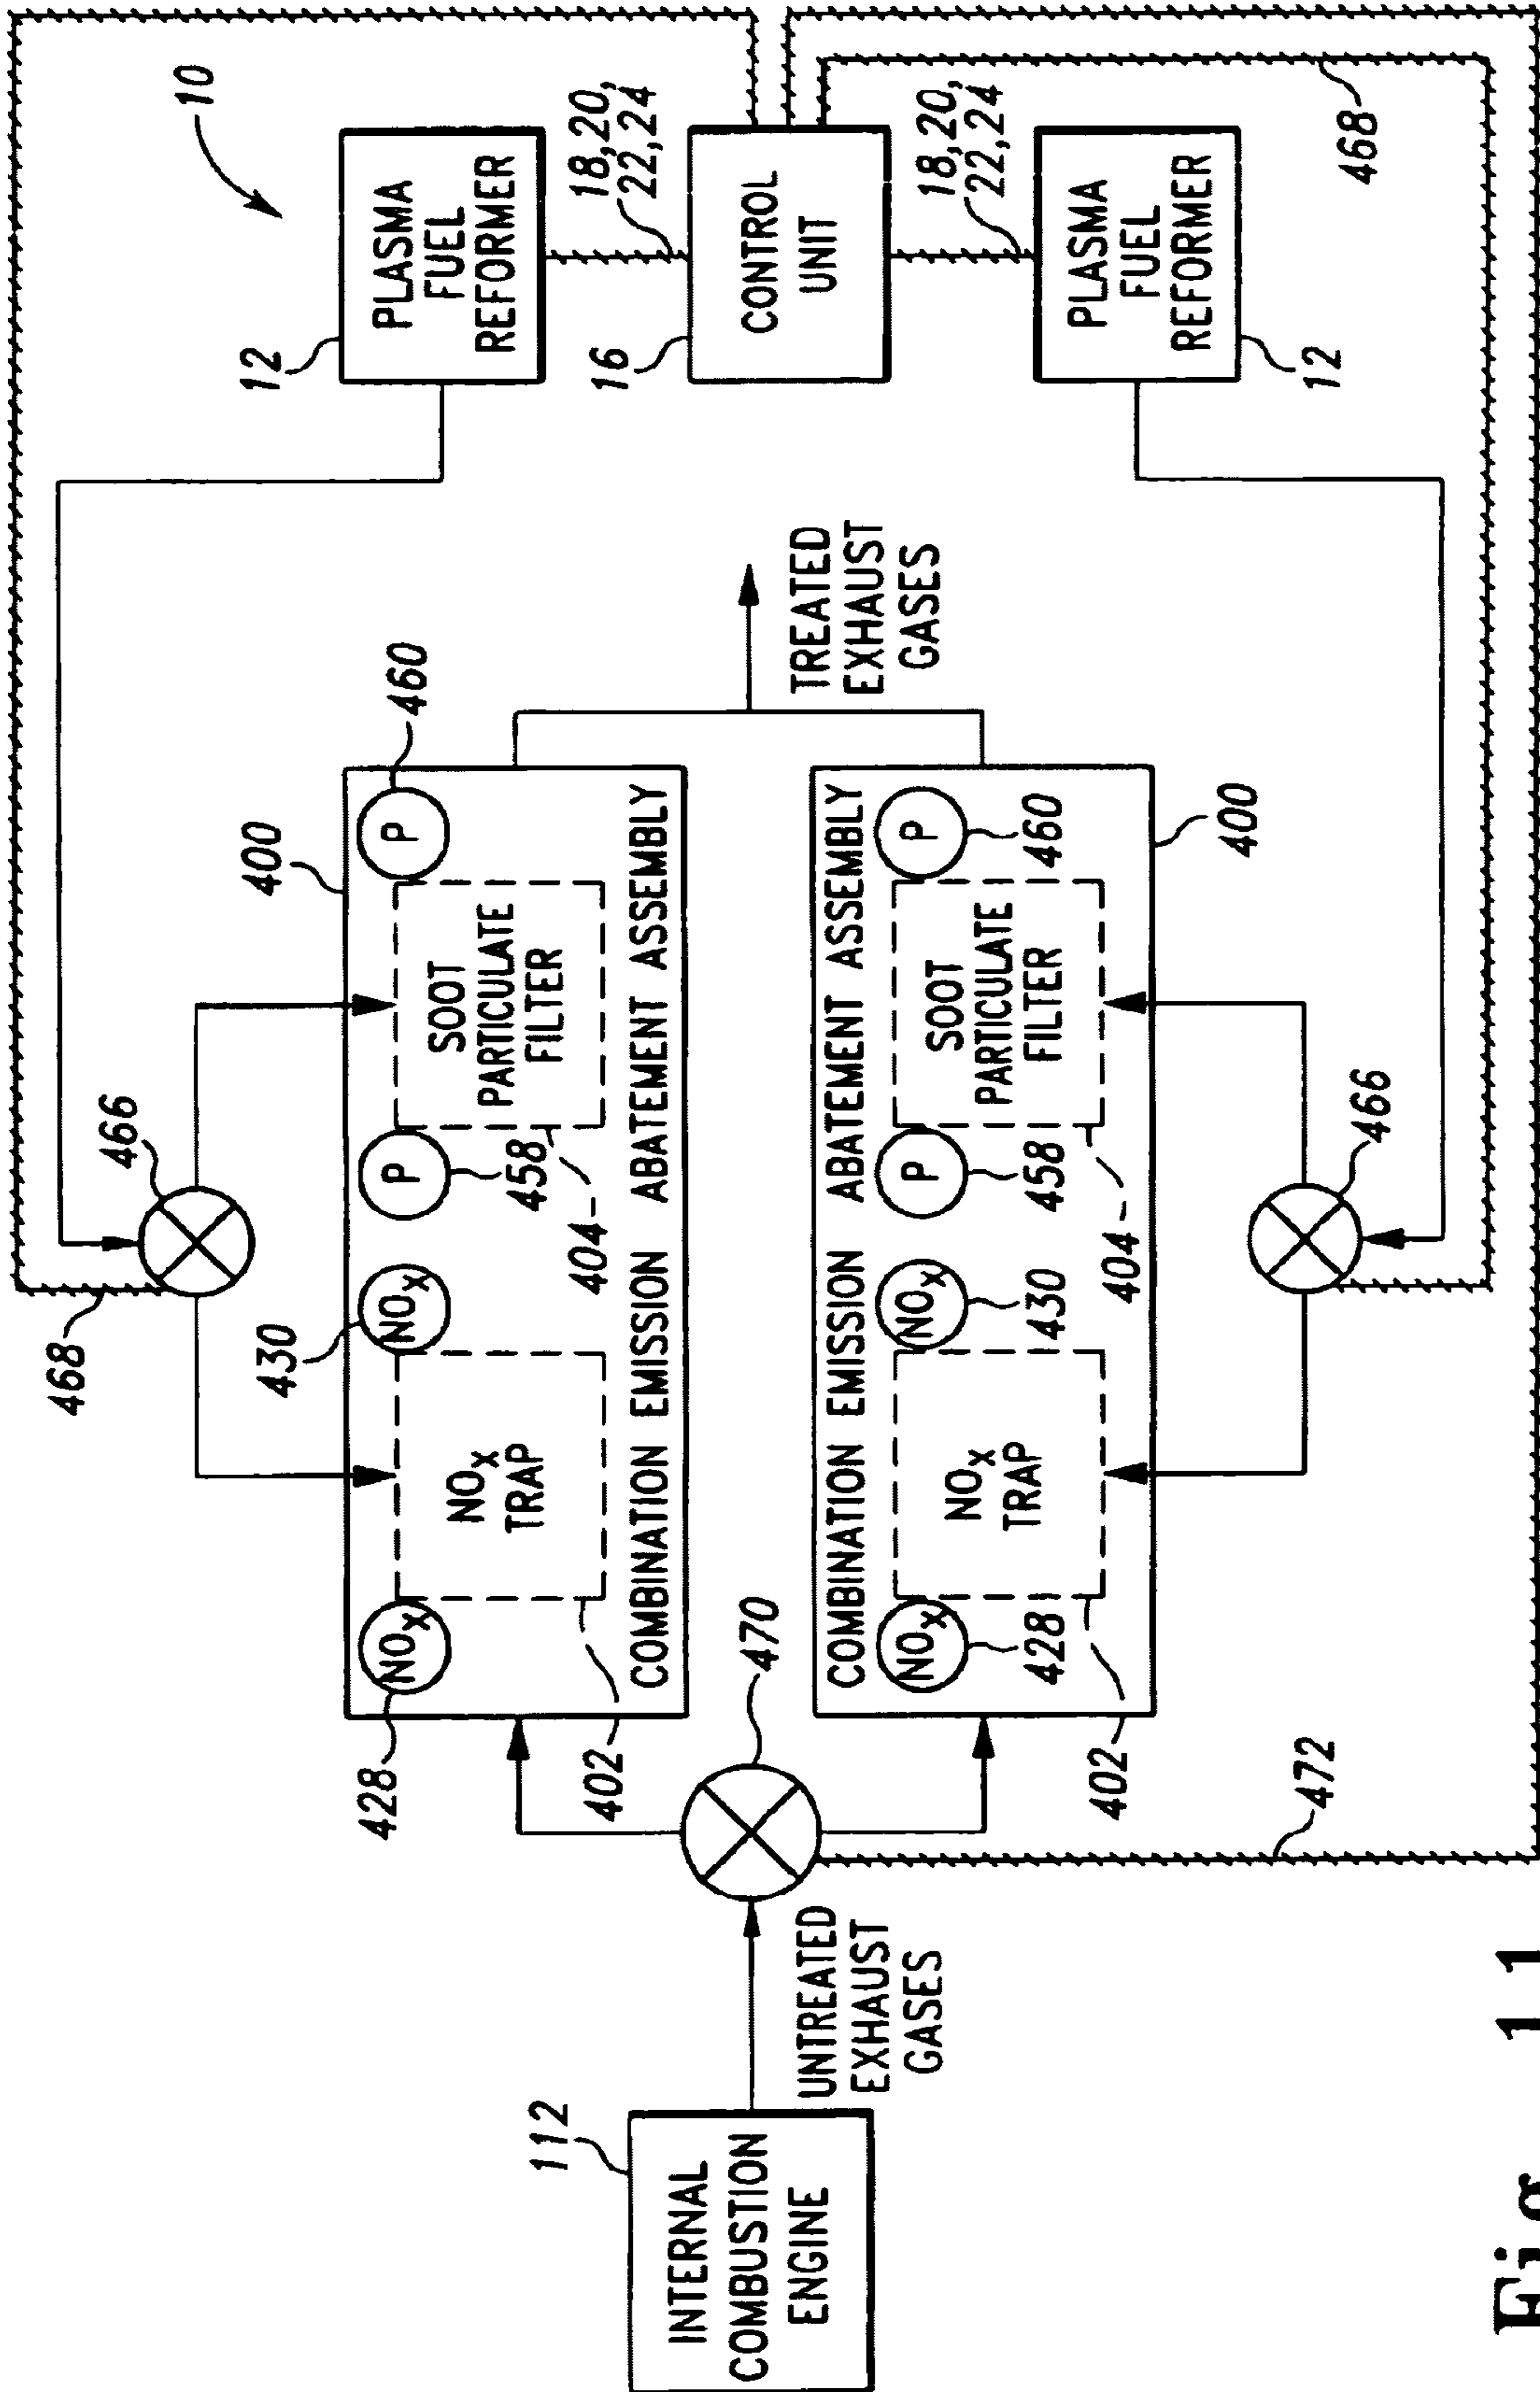 10
PLASMA
FUEL
REFORMER
12
18,20,
22,24
CONTROL
UNIT
16
18,20,
22,24
PLASMA
FUEL
REFORMER
12
468
466
468
460
400
P
SOOT
PARTICULATE
FILTER
P
458
404
430
NOX
NOX
TRAP
NOX
428
402
COMBINATION EMISSION ABATEMENT ASSEMBLY
TREATED
EXHAUST
GASES
COMBINATION EMISSION ABATEMENT ASSEMBLY
P
460
SOOT
PARTICULATE
FILTER
P
458
404
NOX
430
NOX
TRAP
NOX
428
402
400
466
470
472
UNTREATED
EXHAUST
GASES
112
INTERNAL
COMBUSTION
ENGINE
Fig. 11